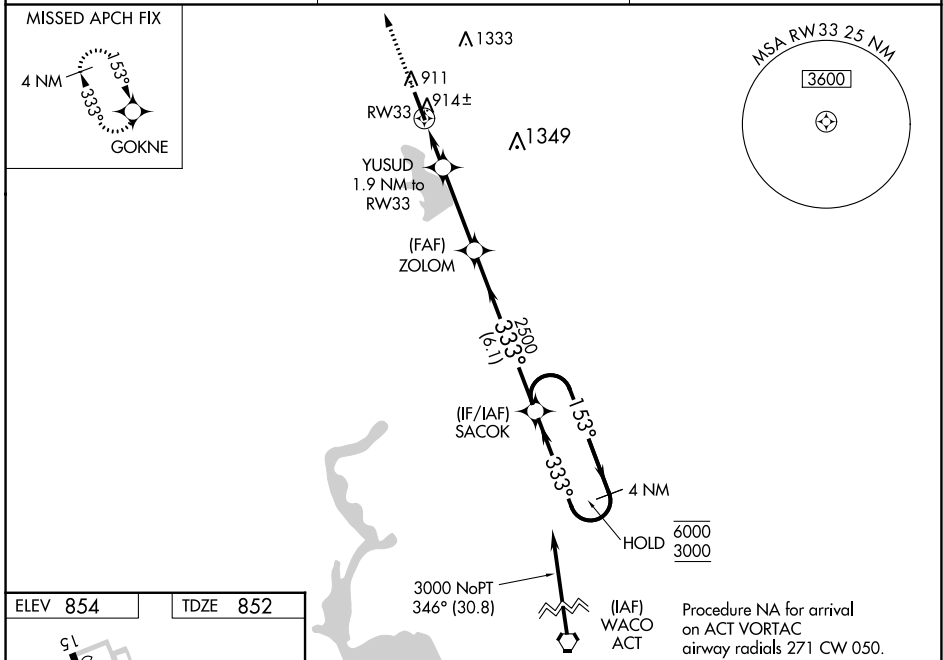 MISSED APCH FIX
4 NM
153°
333°
GOKNE
1333
911
914±
RW33
1349
YUSUD
1.9 NM to
RW33
(FAF)
ZOLOM
2500
333°
(6.1)
(IF/IAF)
SACOK
153°
333°
4 NM
HOLD
6000
3000
3000 NoPT
346° (30.8)
(IAF)
WACO
ACT
Procedure NA for arrival
on ACT VORTAC
airway radials 271 CW 050.
MSA RW33 25 NM
3600
ELEV 854
TDZE 852
15